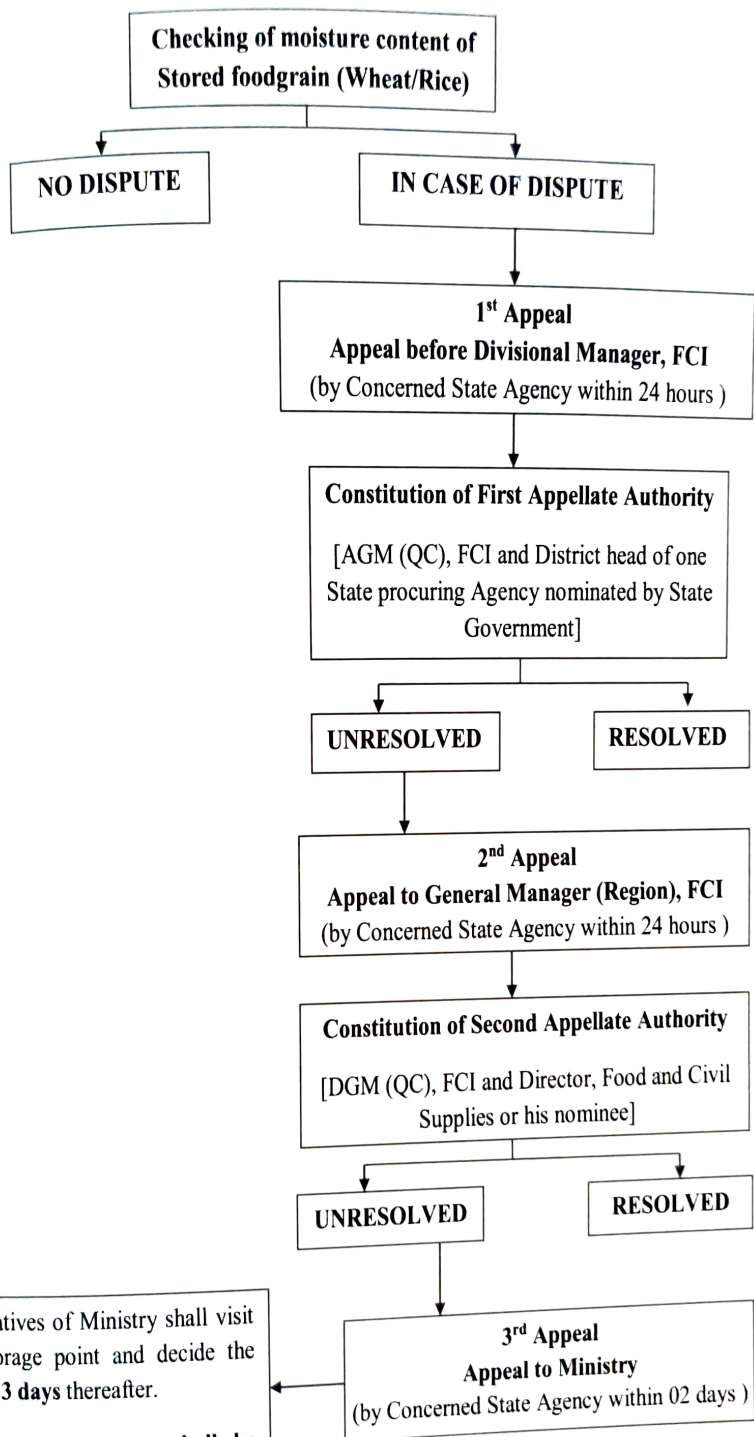 Checking of moisture content of
Stored foodgrain (Wheat/Rice)
NO DISPUTE
IN CASE OF DISPUTE
1st Appeal
Appeal before Divisional Manager, FCI
(by Concerned State Agency within 24 hours )
Constitution of First Appellate Authority
[AGM (QC), FCI and District head of one
State procuring Agency nominated by State
Government]
UNRESOLVED
RESOLVED
2nd Appeal
Appeal to General Manager (Region), FCI
(by Concerned State Agency within 24 hours )
Constitution of Second Appellate Authority
[DGM (QC), FCI and Director, Food and Civil
Supplies or his nominee]
UNRESOLVED
RESOLVED
3rd Appeal
Appeal to Ministry
(by Concerned State Agency within 02 days )
of Ministry shall visit
point and decide the
3 days thereafter.